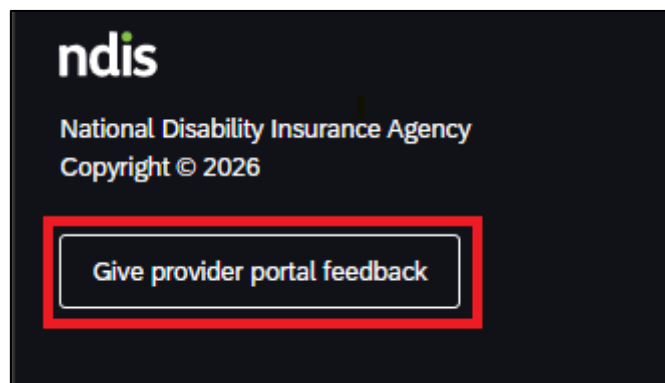 ndis
National Disability Insurance Agency
Copyright © 2026
Give provider portal feedback